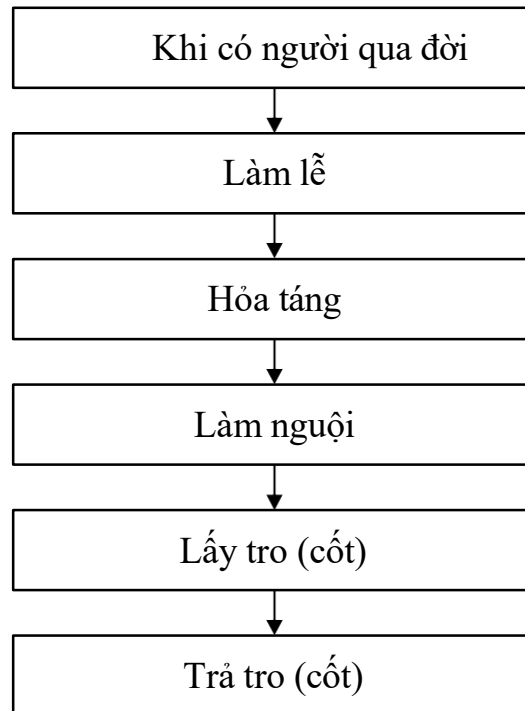 Khi có người qua đời
Làm lễ
Hỏa táng
Làm nguội
Lấy tro (cốt)
Trả tro (cốt)